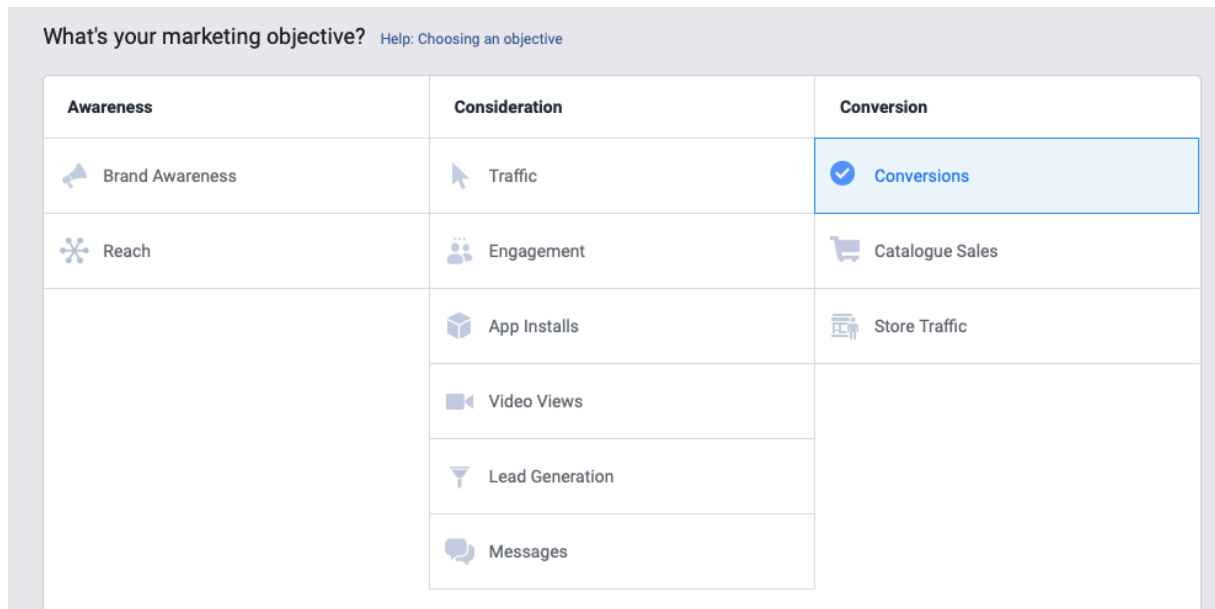 What's your marketing objective? Help: Choosing an objective
Awareness Consideration Conversion
Brand Awareness Traffic Conversions
Reach Engagement Catalogue Sales
App Installs Store Traffic
Video Views
Lead Generation
Messages